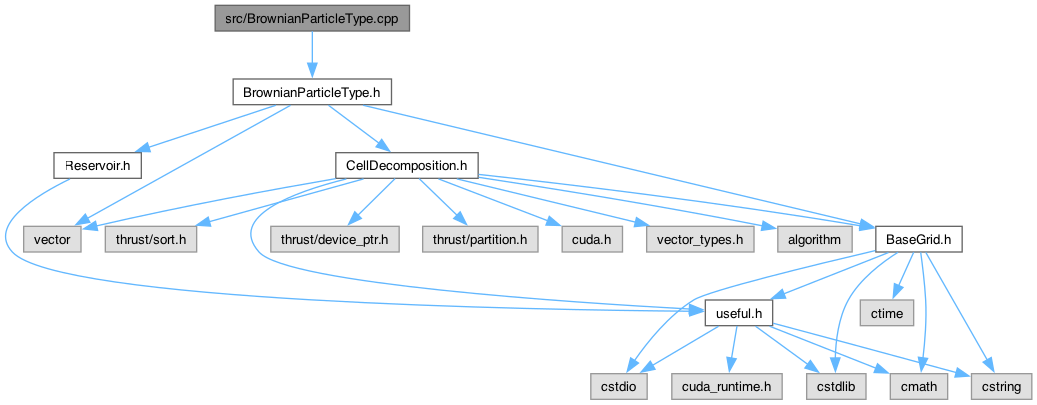 src/BrownianParticleType.cpp
BrownianParticleType.h
Reservoir.h
CellDecomposition.h
vector
thrust/sort.h
thrust/device_ptr.h
thrust/partition.h
cuda.h
vector_types.h
algorithm
BaseGrid.h
useful.h
ctime
cstdio
cuda_runtime.h
cstdlib
cmath
cstring